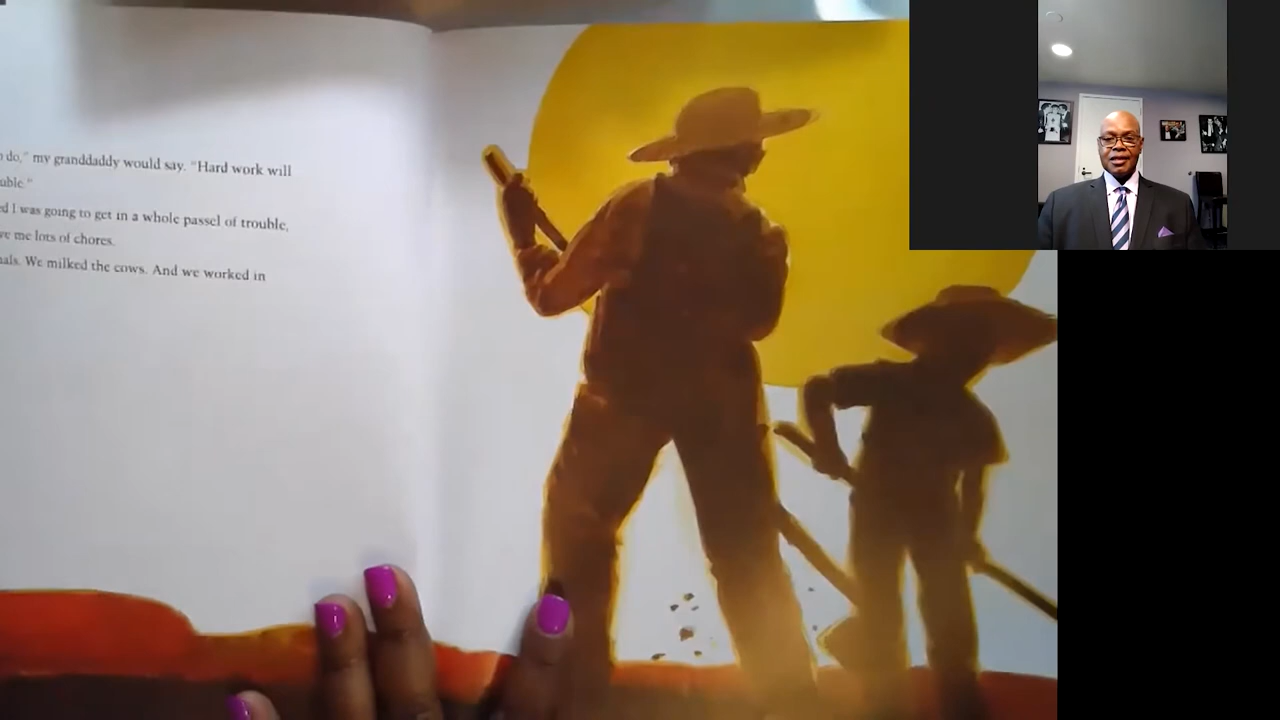 do," my granddaddy would say. "Hard work will
uble."
d I was going to get in a whole passel of trouble,
ve me lots of chores.
als. We milked the cows. And we worked in